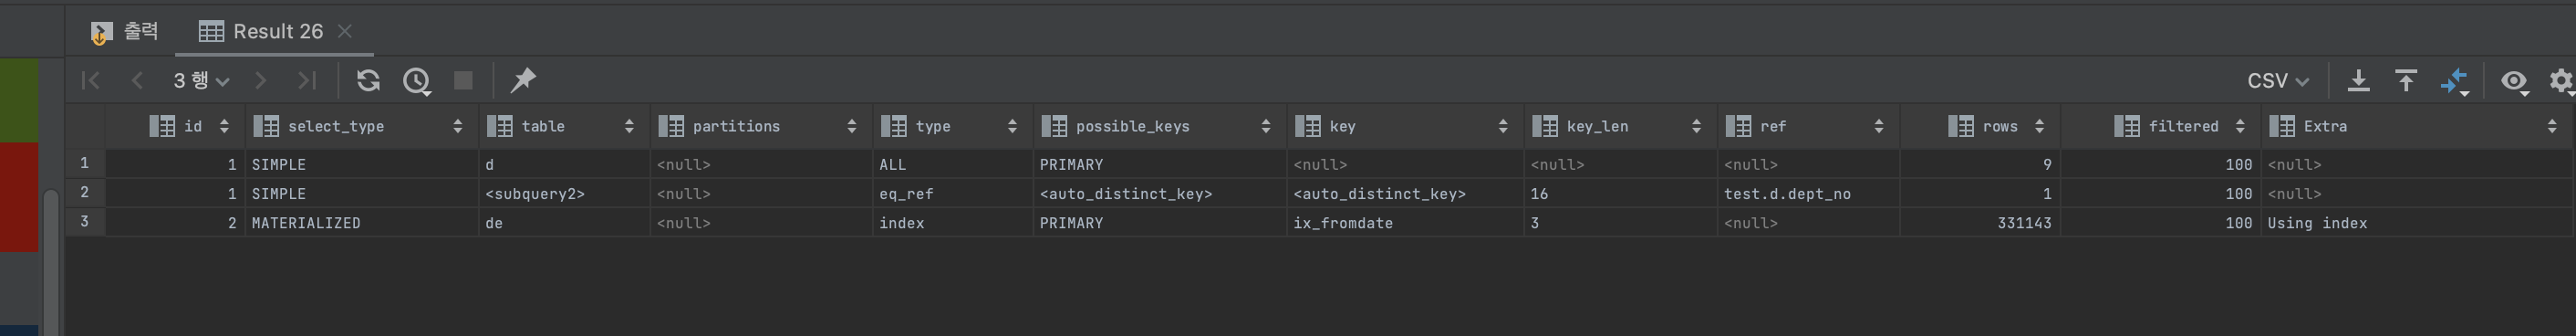 출력 Result 26
3 행 CSV
id select_type table partitions type possible_keys key key_len ref rows filtered Extra
1 1 SIMPLE d <null> ALL PRIMARY <null> <null> <null> 9 100 <null>
2 1 SIMPLE <subquery2> <null> eq_ref <auto_distinct_key> <auto_distinct_key> 16 test.d.dept_no 1 100 <null>
3 2 MATERIALIZED de <null> index PRIMARY ix_fromdate 3 <null> 331143 100 Using index